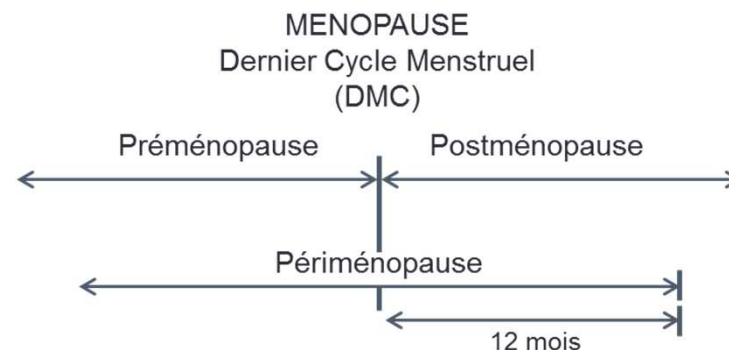 MENOPAUSE
Dernier Cycle Menstruel
(DMC)
Préménopause Postménopause
Périménopause
12 mois